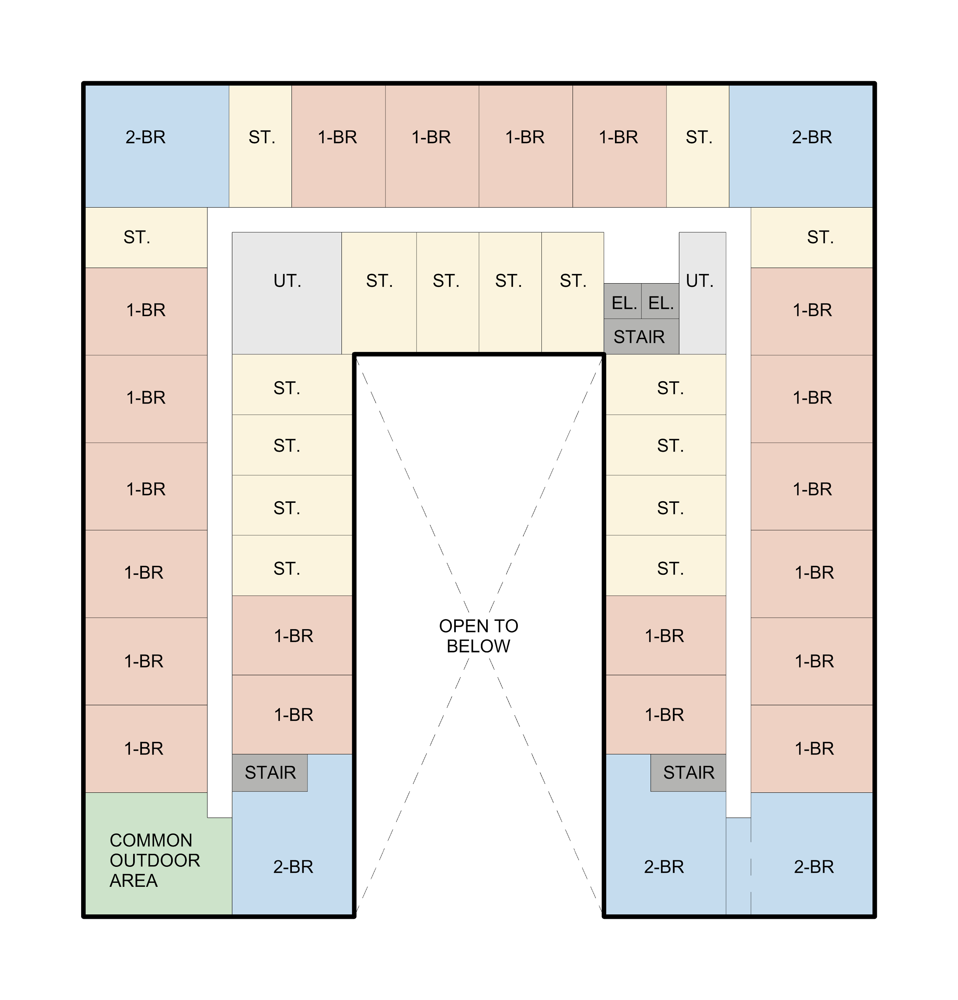 2-BR
ST.
1-BR
1-BR
1-BR
1-BR
ST.
2-BR
ST.
ST.
UT.
ST.
ST.
ST.
ST.
UT.
1-BR
EL.
EL.
1-BR
STAIR
1-BR
ST.
ST.
1-BR
ST.
ST.
1-BR
ST.
ST.
1-BR
1-BR
ST.
ST.
1-BR
OPEN TO
BELOW
1-BR
1-BR
1-BR
1-BR
1-BR
1-BR
1-BR
1-BR
STAIR
STAIR
COMMON
OUTDOOR
AREA
2-BR
2-BR
2-BR